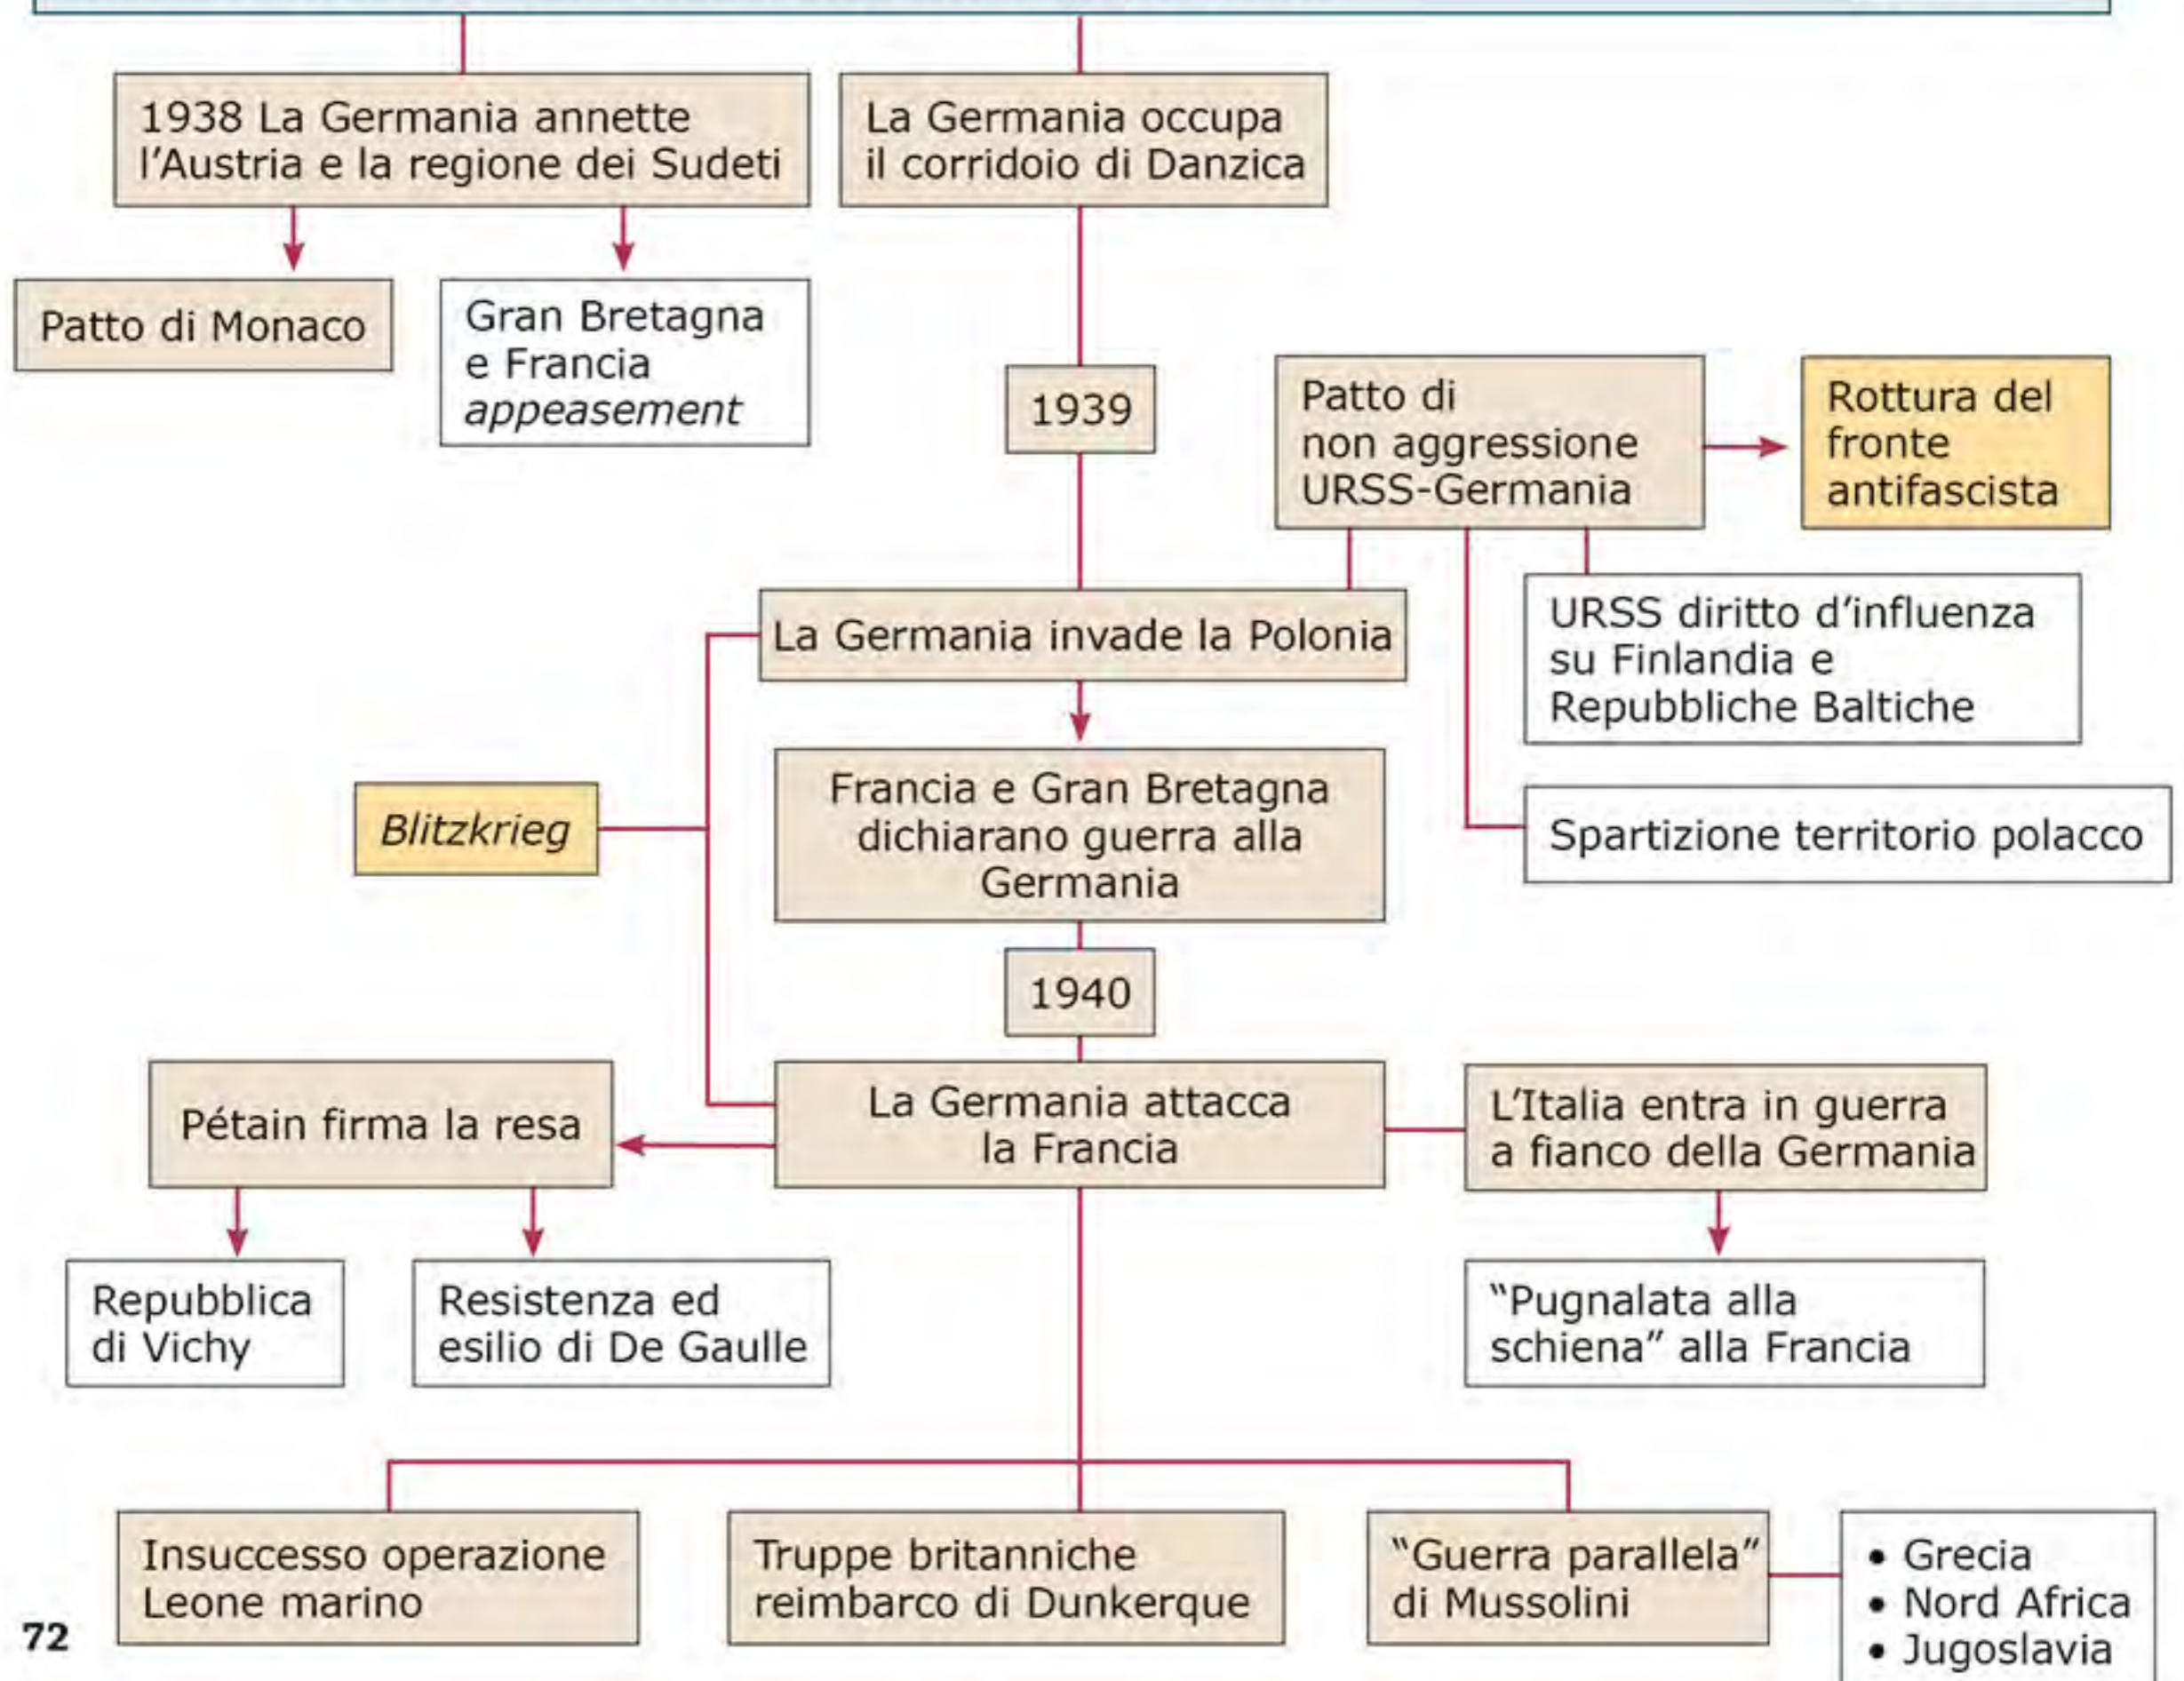 1938 La Germania annette
l'Austria e la regione dei Sudeti
La Germania occupa
il corridoio di Danzica
Patto di Monaco
Gran Bretagna
e Francia
appeasement
1939
Patto di
non aggressione
URSS-Germania
Rottura del
fronte
antifascista
La Germania invade la Polonia
URSS diritto d'influenza
su Finlandia e
Repubbliche Baltiche
Blitzkrieg
Francia e Gran Bretagna
dichiarano guerra alla
Germania
Spartizione territorio polacco
1940
Pétain firma la resa
La Germania attacca
la Francia
L'Italia entra in guerra
a fianco della Germania
Repubblica
di Vichy
Resistenza ed
esilio di De Gaulle
"Pugnalata alla
schiena" alla Francia
Insuccesso operazione
Leone marino
Truppe britanniche
reimbarco di Dunkerque
"Guerra parallela"
di Mussolini
• Grecia
• Nord Africa
• Jugoslavia
72